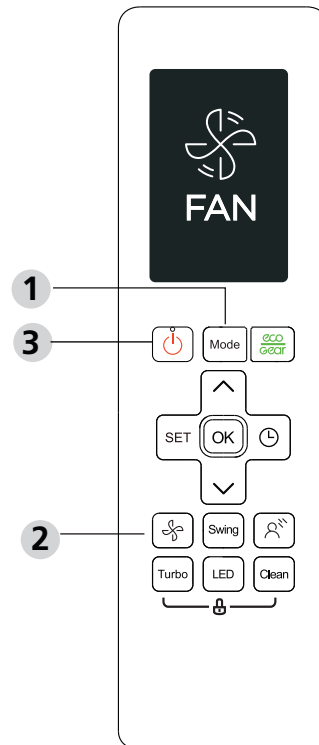 FAN
1
3
Mode
eco
Gear
SET
OK
2
Swing
Turbo
LED
Clean